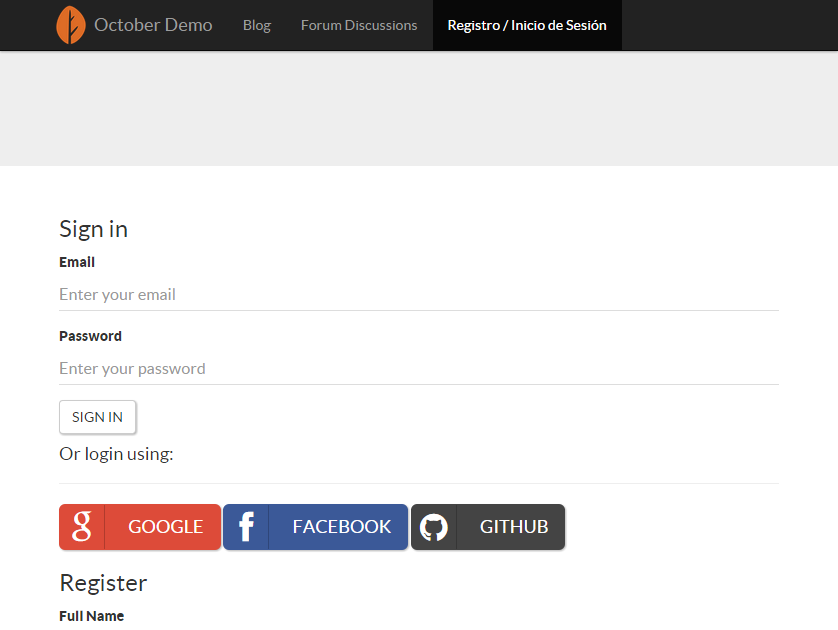 October Demo Blog Forum Discussions Registro / Inicio de Sesión
Sign in
Email
Enter your email
Password
Enter your password
SIGN IN
Or login using:
GOOGLE FACEBOOK GITHUB
Register
Full Name